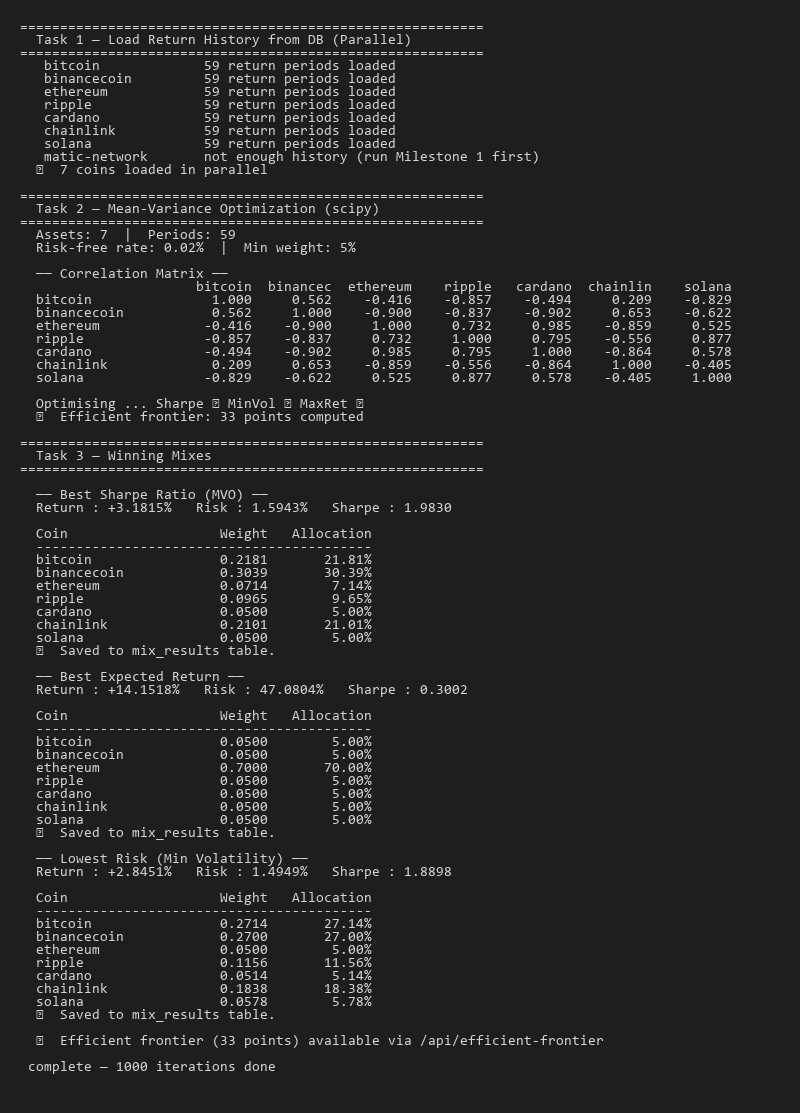 ==========================================================
Task 1 — Load Return History from DB (Parallel)
==========================================================
bitcoin             59 return periods loaded
binancecoin         59 return periods loaded
ethereum            59 return periods loaded
ripple              59 return periods loaded
cardano             59 return periods loaded
chainlink           59 return periods loaded
solana              59 return periods loaded
matic-network       not enough history (run Milestone 1 first)
7 coins loaded in parallel
==========================================================
Task 2 — Mean-Variance Optimization (scipy)
==========================================================
Assets: 7  |  Periods: 59
Risk-free rate: 0.02%  |  Min weight: 5%
── Correlation Matrix ──
bitcoin  binancec  ethereum    ripple   cardano  chainlin    solana
bitcoin               1.000     0.562    -0.416    -0.857    -0.494     0.209    -0.829
binancecoin           0.562     1.000    -0.900    -0.837    -0.902     0.653    -0.622
ethereum             -0.416    -0.900     1.000     0.732     0.985    -0.859     0.525
ripple               -0.857    -0.837     0.732     1.000     0.795    -0.556     0.877
cardano              -0.494    -0.902     0.985     0.795     1.000    -0.864     0.578
chainlink             0.209     0.653    -0.859    -0.556    -0.864     1.000    -0.405
solana               -0.829    -0.622     0.525     0.877     0.578    -0.405     1.000
Optimising ... Sharpe MinVol MaxRet
Efficient frontier: 33 points computed
==========================================================
Task 3 — Winning Mixes
==========================================================
── Best Sharpe Ratio (MVO) ──
Return : +3.1815%   Risk : 1.5943%   Sharpe : 1.9830
Coin                   Weight   Allocation
------------------------------------------
bitcoin                0.2181       21.81%
binancecoin            0.3039       30.39%
ethereum               0.0714        7.14%
ripple                 0.0965        9.65%
cardano                0.0500        5.00%
chainlink              0.2101       21.01%
solana                 0.0500        5.00%
Saved to mix_results table.
── Best Expected Return ──
Return : +14.1518%   Risk : 47.0804%   Sharpe : 0.3002
Coin                   Weight   Allocation
------------------------------------------
bitcoin                0.0500        5.00%
binancecoin            0.0500        5.00%
ethereum               0.7000       70.00%
ripple                 0.0500        5.00%
cardano                0.0500        5.00%
chainlink              0.0500        5.00%
solana                 0.0500        5.00%
Saved to mix_results table.
── Lowest Risk (Min Volatility) ──
Return : +2.8451%   Risk : 1.4949%   Sharpe : 1.8898
Coin                   Weight   Allocation
------------------------------------------
bitcoin                0.2714       27.14%
binancecoin            0.2700       27.00%
ethereum               0.0500        5.00%
ripple                 0.1156       11.56%
cardano                0.0514        5.14%
chainlink              0.1838       18.38%
solana                 0.0578        5.78%
Saved to mix_results table.
Efficient frontier (33 points) available via /api/efficient-frontier
complete — 1000 iterations done